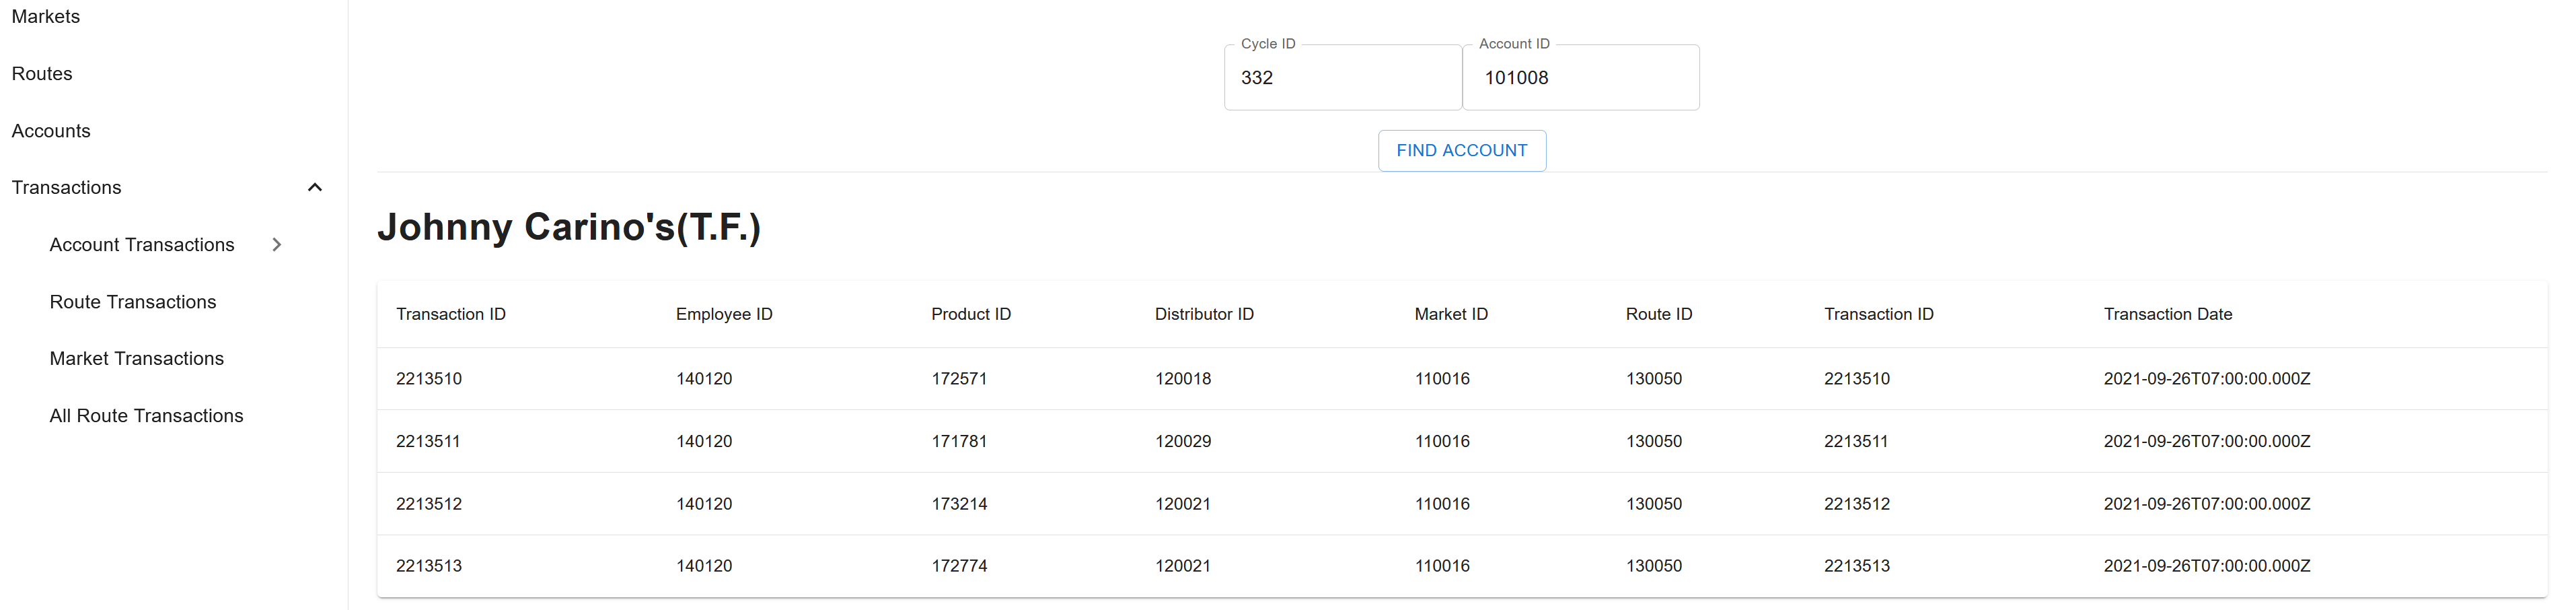 Markets
Routes
Accounts
Transactions
Account Transactions
Route Transactions
Market Transactions
All Route Transactions
Cycle ID Account ID
332 101008
FIND ACCOUNT
Johnny Carino's(T.F.)
Transaction ID Employee ID Product ID Distributor ID Market ID Route ID Transaction ID Transaction Date
2213510 140120 172571 120018 110016 130050 2213510 2021-09-26T07:00:00.000Z
2213511 140120 171781 120029 110016 130050 2213511 2021-09-26T07:00:00.000Z
2213512 140120 173214 120021 110016 130050 2213512 2021-09-26T07:00:00.000Z
2213513 140120 172774 120021 110016 130050 2213513 2021-09-26T07:00:00.000Z